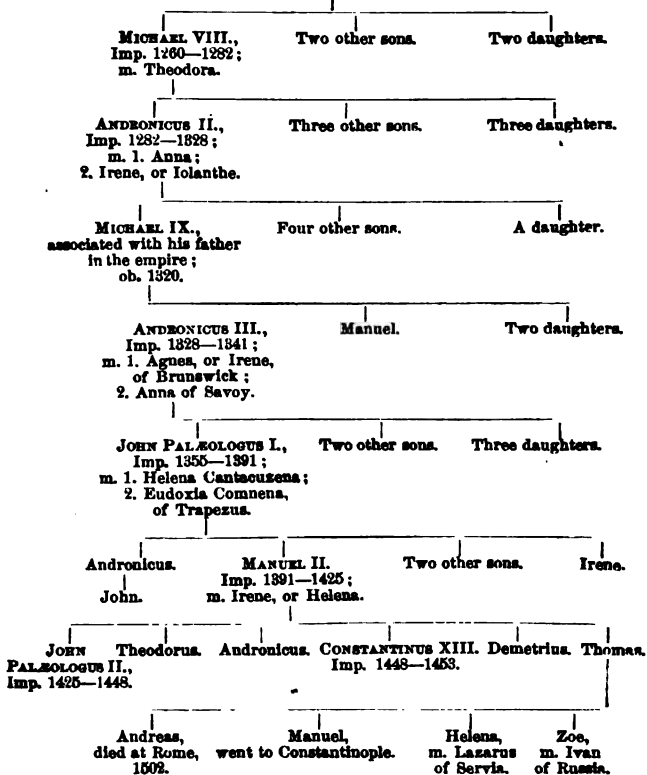 MICHAEL VIII., Two other sons. Two daughters.
Imp. 1260—1282;
m. Theodora.
ANDRONICUS II., Three other sons. Three daughters.
Imp. 1282—1328;
m. 1. Anna;
2. Irene, or Iolanthe.
MICHAEL IX., Four other sons. A daughter.
associated with his father
in the empire;
ob. 1320.
ANDRONICUS III., Manuel. Two daughters.
Imp. 1328—1341;
m. 1. Agnes, or Irene,
of Brunswick;
2. Anna of Savoy.
JOHN PALÆOLOGUS I., Two other sons. Three daughters.
Imp. 1355—1391;
m. 1. Helena Cantacuzena;
2. Eudoxia Comnena,
of Trapezus.
Andronicus. MANUEL II. Two other sons. Irene.
Imp. 1391—1425;
John. m. Irene, or Helena.
JOHN Theodorus. Andronicus. CONSTANTINUS XIII. Demetrius. Thomas.
PALÆOLOGUS II., Imp. 1448—1453.
Imp. 1425—1448.
Andreas, Manuel, Helena, Zoe,
died at Rome, went to Constantinople. m. Lazarus m. Ivan
1502. of Servia. of Russia.